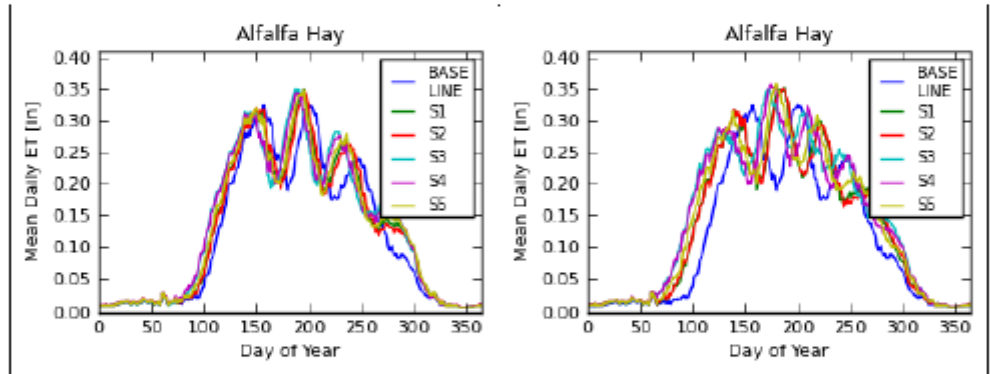 Alfalfa Hay
Mean Daily ET [in]
0.40
0.35
0.30
0.25
0.20
0.15
0.10
0.05
0.00
BASE
LINE
S1
S2
S3
S4
S5
0 50 100 150 200 250 300 350
Day of Year
Alfalfa Hay
Mean Daily ET [in]
0.40
0.35
0.30
0.25
0.20
0.15
0.10
0.05
0.00
BASE
LINE
S1
S2
S3
S4
S5
0 50 100 150 200 250 300 350
Day of Year